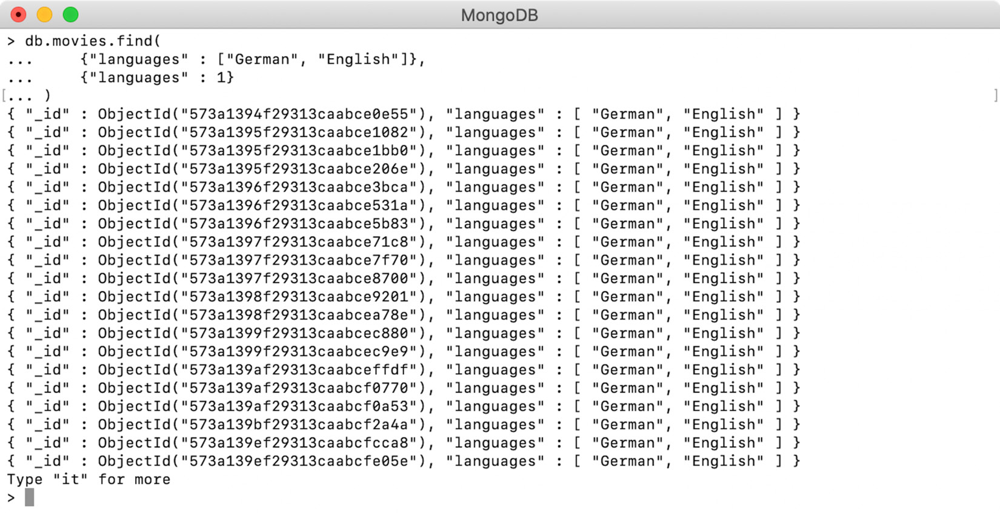 MongoDB
> db.movies.find(
...     {"languages" : ["German", "English"]},
...     {"languages" : 1}
[... )                                                                                                        ]
{ "_id" : ObjectId("573a1394f29313caabce0e55"), "languages" : [ "German", "English" ] }
{ "_id" : ObjectId("573a1395f29313caabce1082"), "languages" : [ "German", "English" ] }
{ "_id" : ObjectId("573a1395f29313caabce1bb0"), "languages" : [ "German", "English" ] }
{ "_id" : ObjectId("573a1395f29313caabce206e"), "languages" : [ "German", "English" ] }
{ "_id" : ObjectId("573a1396f29313caabce3bca"), "languages" : [ "German", "English" ] }
{ "_id" : ObjectId("573a1396f29313caabce531a"), "languages" : [ "German", "English" ] }
{ "_id" : ObjectId("573a1396f29313caabce5b83"), "languages" : [ "German", "English" ] }
{ "_id" : ObjectId("573a1397f29313caabce71c8"), "languages" : [ "German", "English" ] }
{ "_id" : ObjectId("573a1397f29313caabce7f70"), "languages" : [ "German", "English" ] }
{ "_id" : ObjectId("573a1397f29313caabce8700"), "languages" : [ "German", "English" ] }
{ "_id" : ObjectId("573a1398f29313caabce9201"), "languages" : [ "German", "English" ] }
{ "_id" : ObjectId("573a1398f29313caabcea78e"), "languages" : [ "German", "English" ] }
{ "_id" : ObjectId("573a1399f29313caabcec880"), "languages" : [ "German", "English" ] }
{ "_id" : ObjectId("573a1399f29313caabcec9e9"), "languages" : [ "German", "English" ] }
{ "_id" : ObjectId("573a139af29313caabceffdf"), "languages" : [ "German", "English" ] }
{ "_id" : ObjectId("573a139af29313caabcf0770"), "languages" : [ "German", "English" ] }
{ "_id" : ObjectId("573a139af29313caabcf0a53"), "languages" : [ "German", "English" ] }
{ "_id" : ObjectId("573a139bf29313caabcf2a4a"), "languages" : [ "German", "English" ] }
{ "_id" : ObjectId("573a139ef29313caabcfcca8"), "languages" : [ "German", "English" ] }
{ "_id" : ObjectId("573a139ef29313caabcfe05e"), "languages" : [ "German", "English" ] }
Type "it" for more
>